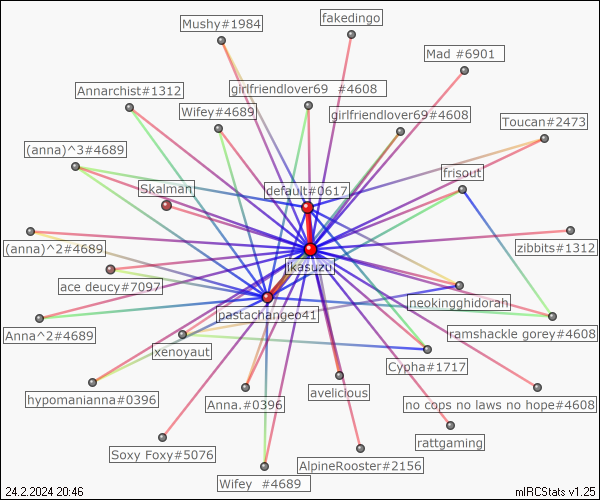 Mushy#1984
fakedingo
Mad #6901
Annarchist#1312
girlfriendlover69  #4608
Wifey#4689
girlfriendlover69#4608
Toucan#2473
(anna)^3#4689
frisout
Skalman
default#0617
(anna)^2#4689
zibbits#1312
ikasuzu
ace deucy#7097
neokingghidorah
pastachangeo41
Anna^2#4689
ramshackle gorey#4608
xenoyaut
Cypha#1717
hypomanianna#0396
Anna.#0396
avelicious
no cops no laws no hope#4608
rattgaming
Soxy Foxy#5076
AlpineRooster#2156
Wifey  #4689
24.2.2024 20:46
mIRCStats v1.25